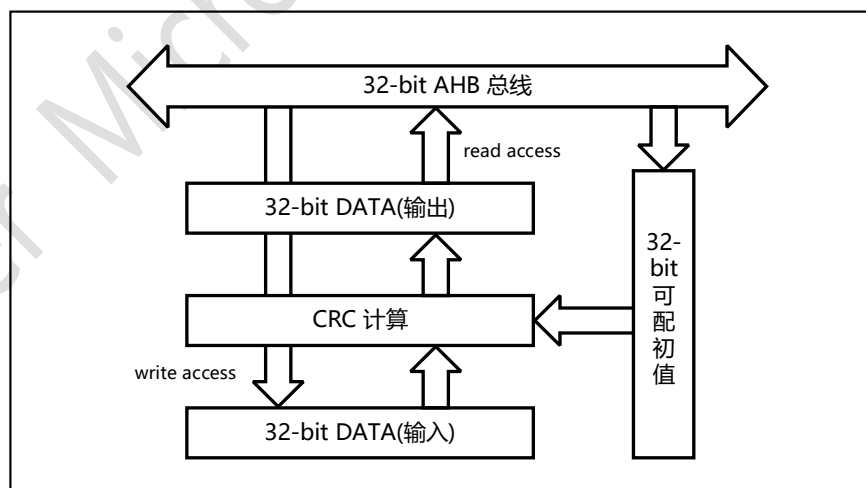 32-bit AHB 总线
read access
32-bit DATA(输出)
32-
bit
可
配
初
值
CRC 计算
write access
32-bit DATA(输入)